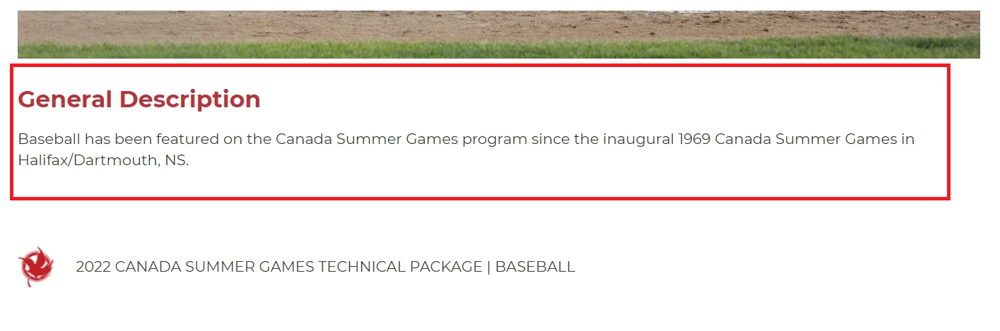 General Description
Baseball has been featured on the Canada Summer Games program since the inaugural 1969 Canada Summer Games in
Halifax/Dartmouth, NS.
2022 CANADA SUMMER GAMES TECHNICAL PACKAGE | BASEBALL